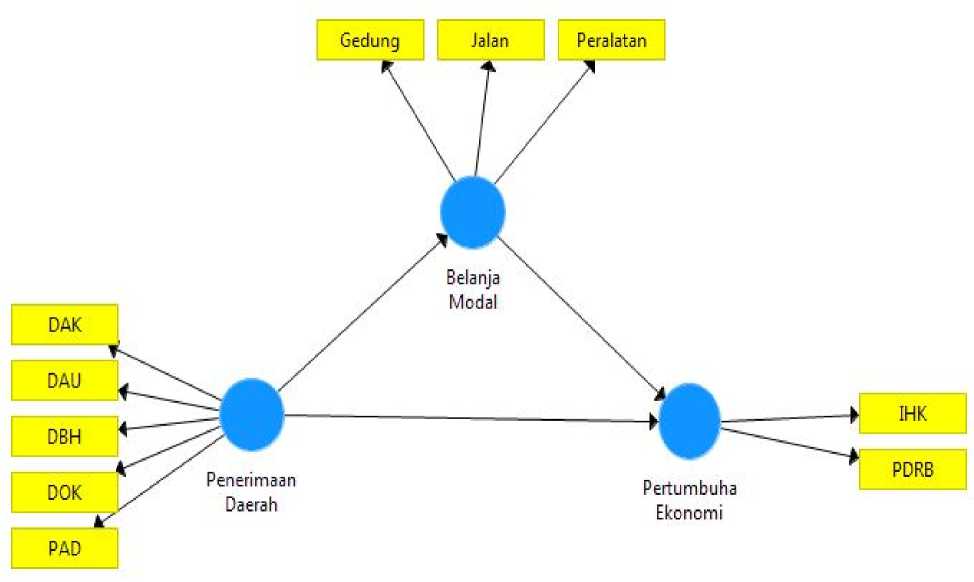 Gedung
Jalan
Peralatan
Belanja
Modal
DAK
DAU
DBH
DOK
PAD
Penerimaan
Daerah
Pertumbuha
Ekonomi
IHK
PDRB